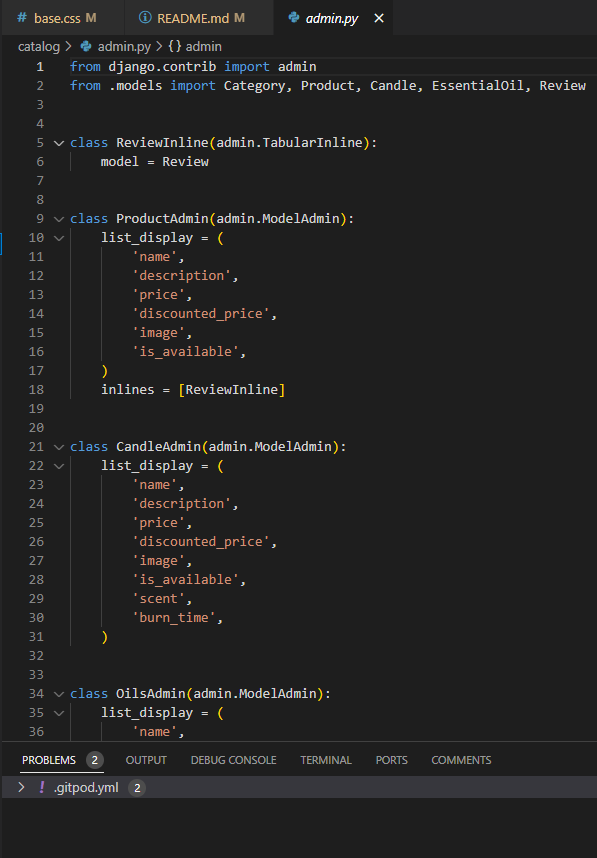 # base.css M README.md M admin.py ×
catalog > admin.py > {} admin
1 from django.contrib import admin
2 from .models import Category, Product, Candle, EssentialOil, Review
3
4
5 class ReviewInline(admin.TabularInline):
6     model = Review
7
8
9 class ProductAdmin(admin.ModelAdmin):
10     list_display = (
11         'name',
12         'description',
13         'price',
14         'discounted_price',
15         'image',
16         'is_available',
17     )
18     inlines = [ReviewInline]
19
20
21 class CandleAdmin(admin.ModelAdmin):
22     list_display = (
23         'name',
24         'description',
25         'price',
26         'discounted_price',
27         'image',
28         'is_available',
29         'scent',
30         'burn_time',
31     )
32
33
34 class OilsAdmin(admin.ModelAdmin):
35     list_display = (
36         'name',
PROBLEMS 2 OUTPUT DEBUG CONSOLE TERMINAL PORTS COMMENTS
> ! .gitpod.yml 2